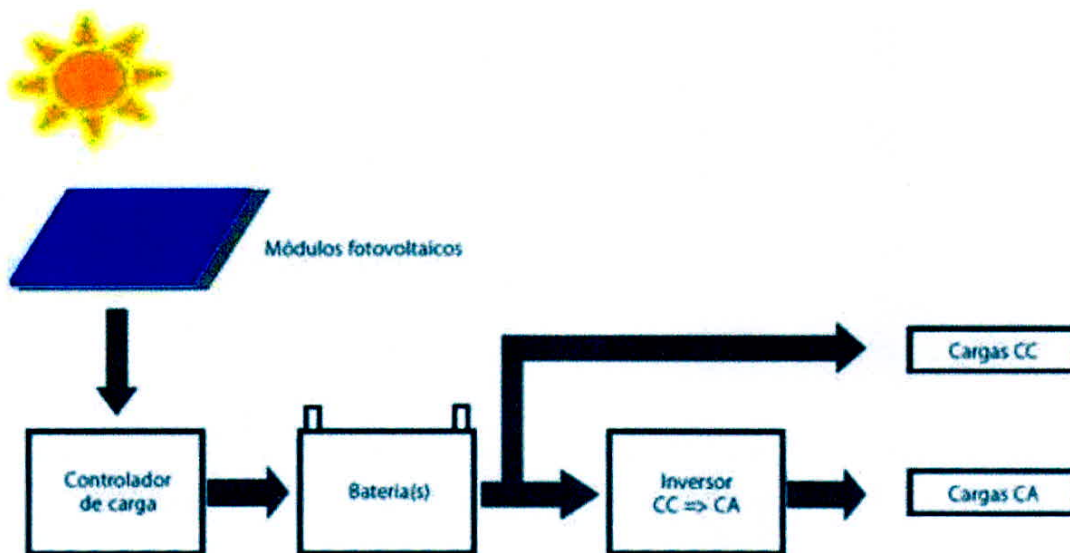 Módulos fotovoltaicos
Cargas CC
Controlador
de carga
Bateria(s)
Inversor
CC => CA
Cargas CA